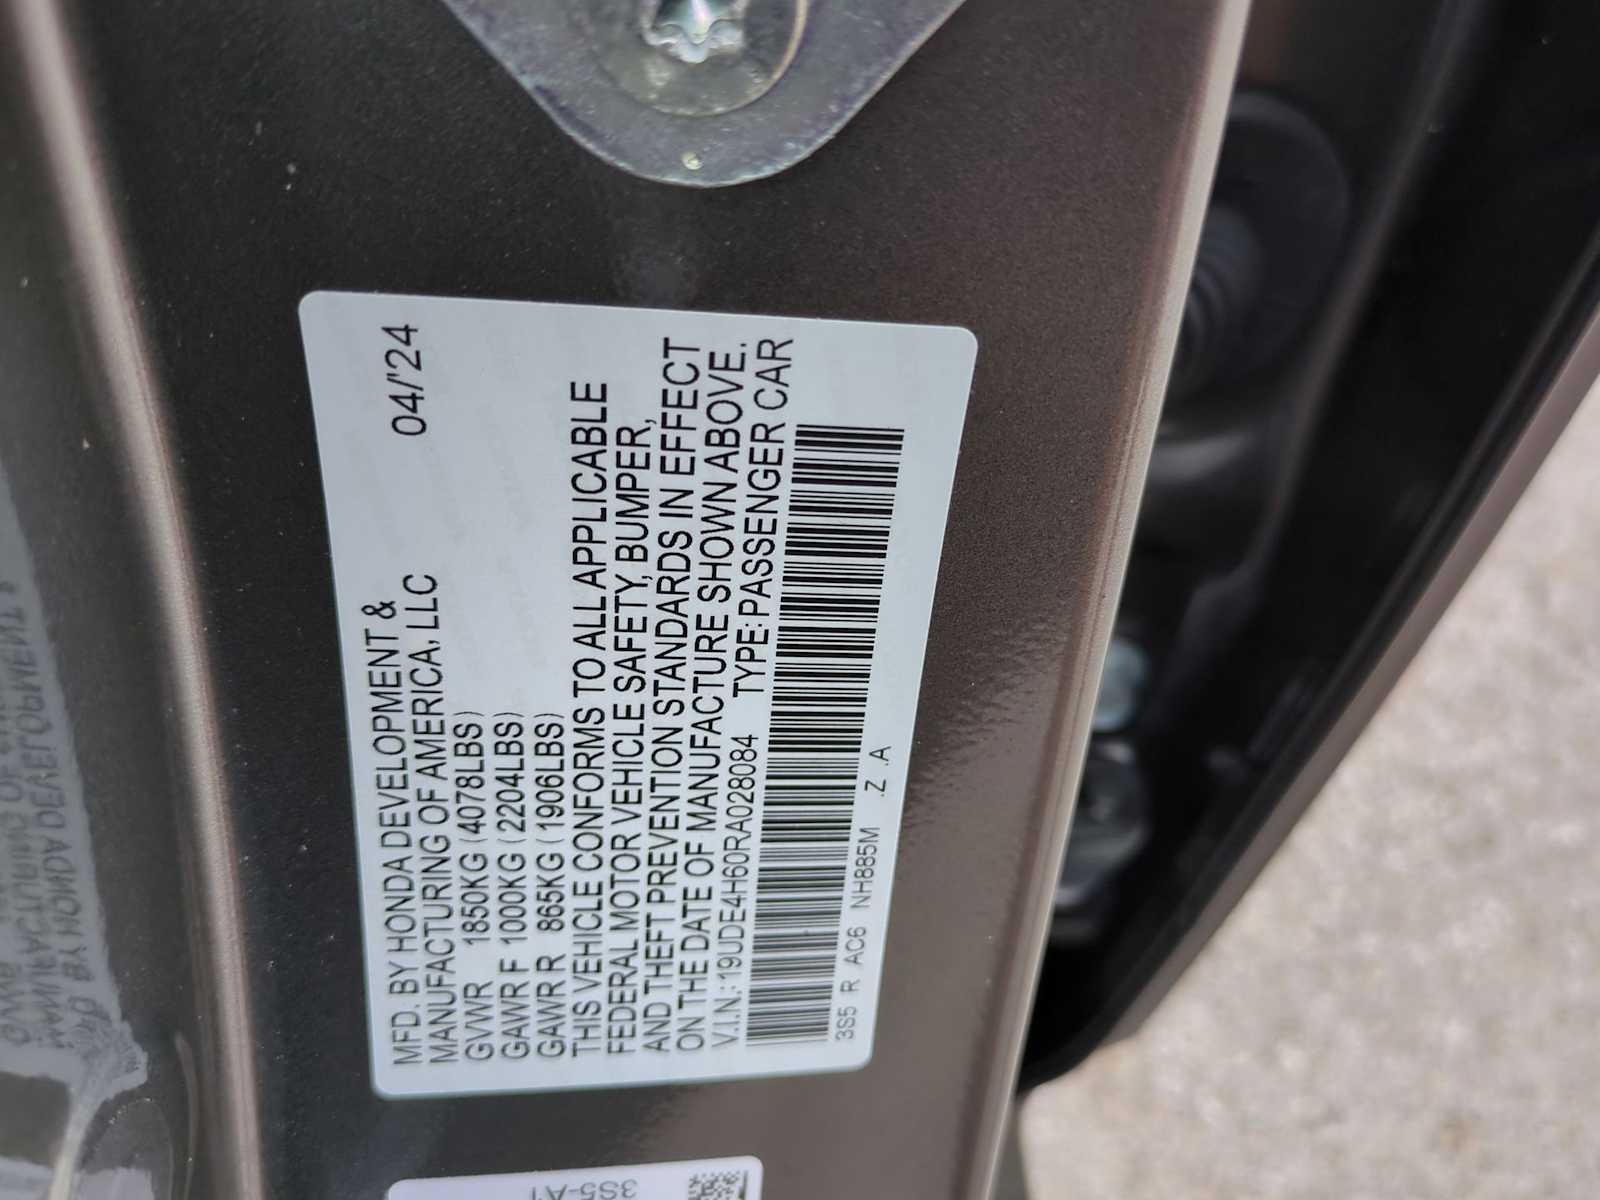 MFD. BY HONDA DEVELOPMENT &
MANUFACTURING OF AMERICA, LLC 04/'24
GVWR 1850KG (4078LBS)
GAWR F 1000KG (2204LBS)
GAWR R 865KG (1906LBS)
THIS VEHICLE CONFORMS TO ALL APPLICABLE
FEDERAL MOTOR VEHICLE SAFETY, BUMPER,
AND THEFT PREVENTION STANDARDS IN EFFECT
ON THE DATE OF MANUFACTURE SHOWN ABOVE.
V.I.N.: 19UDE4H60RA028084 TYPE: PASSENGER CAR
3S5 R AC6 NH885M .Z .A
3S5-A1